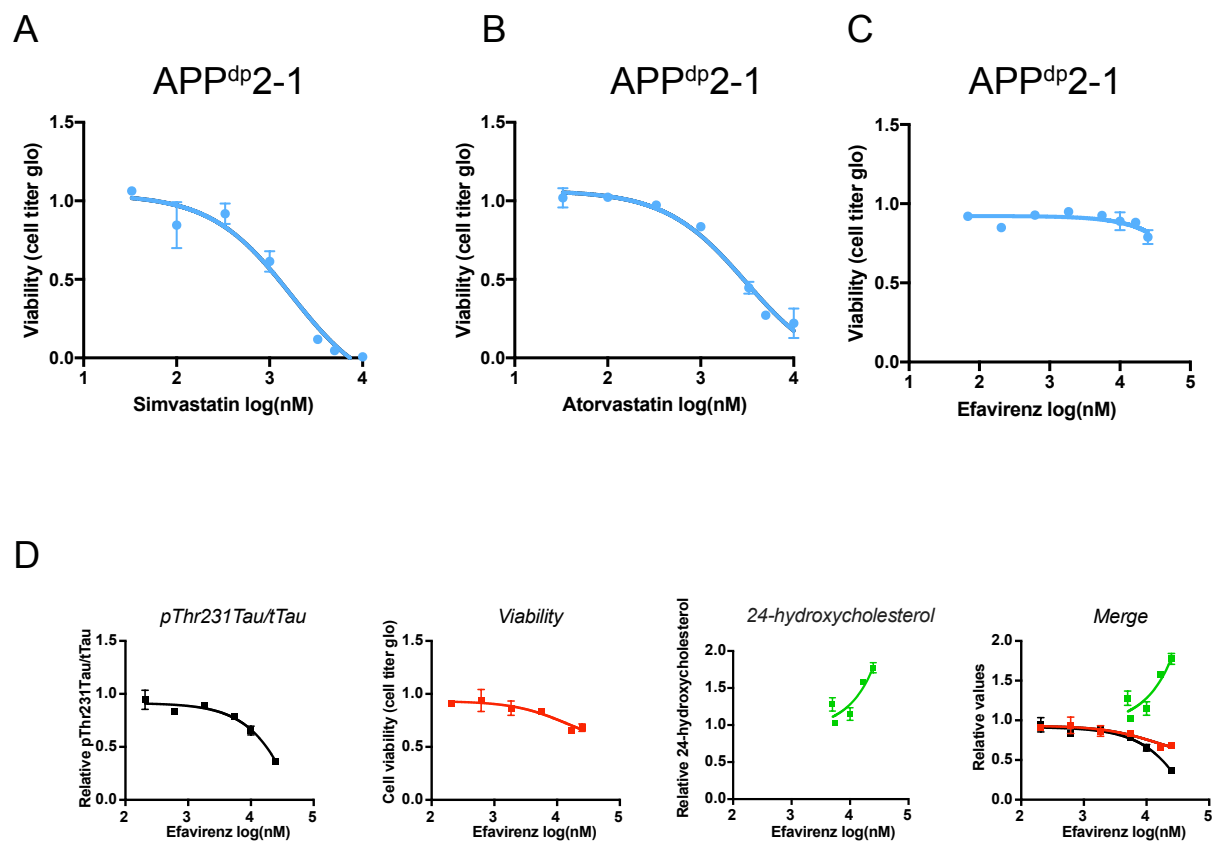 A
APPdp2-1
1.5
1.0
0.5
0.0
Viability (cell titer glo)
1 2 3 4
Simvastatin log(nM)
B
APPdp2-1
1.5
1.0
0.5
0.0
Viability (cell titer glo)
1 2 3 4
Atorvastatin log(nM)
C
APPdp2-1
1.5
1.0
0.5
0.0
Viability (cell titer glo)
1 2 3 4 5
Efavirenz log(nM)
D
pThr231Tau/tTau
1.5
1.0
0.5
0.0
Relative pThr231Tau/tTau
2 3 4 5
Efavirenz log(nM)
Viability
1.5
1.0
0.5
0.0
Cell viability (cell titer glo)
2 3 4 5
Efavirenz log(nM)
24-hydroxycholesterol
2.0
1.5
1.0
0.5
0.0
Relative 24-hydroxycholesterol
2 3 4 5
Efavirenz log(nM)
Merge
2.0
1.5
1.0
0.5
0.0
Relative values
2 3 4 5
Efavirenz log(nM)